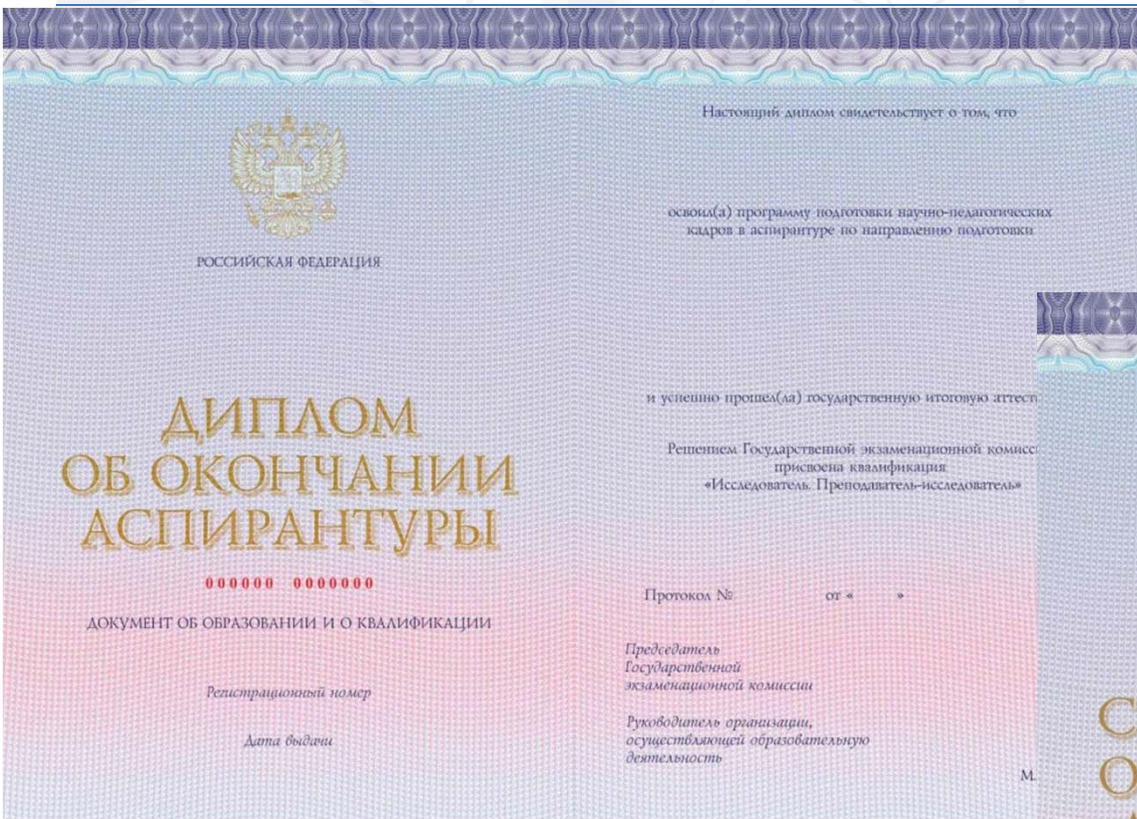 РОССИЙСКАЯ ФЕДЕРАЦИЯ
ДИПЛОМ
ОБ ОКОНЧАНИИ
АСПИРАНТУРЫ
000000 0000000
ДОКУМЕНТ ОБ ОБРАЗОВАНИИ И О КВАЛИФИКАЦИИ
Регистрационный номер
Дата выдачи
Настоящий диплом свидетельствует о том, что
освоил(а) программу подготовки научно-педагогических
кадров в аспирантуре по направлению подготовки
и успешно прошел(ла) государственную итоговую
Решением Государственной экзаменационной
присвоена квалификация
«Исследователь. Преподаватель-исследователь»
Протокол № от « »
Председатель
Государственной
экзаменационной комиссии
Руководитель организации,
осуществляющей образовательную
деятельность
М.
С
О